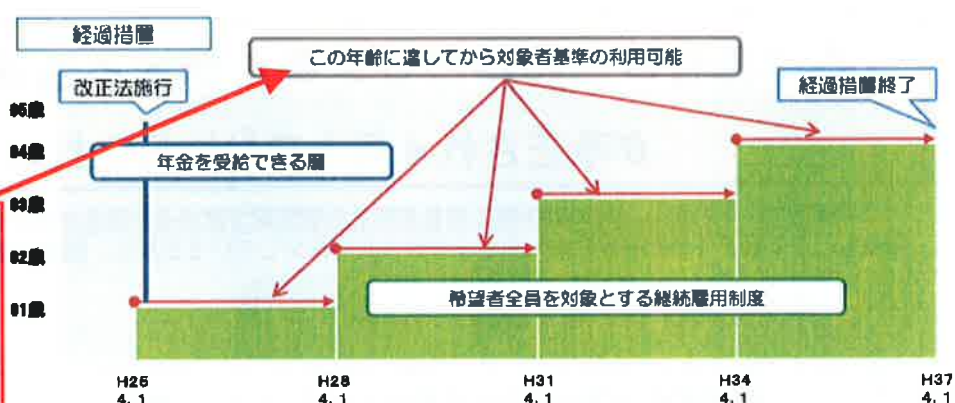 経過措置
この年齢に達してから対象者基準の利用可能
改正法施行
経過措置終了
65歳
64歳
年金を受給できる層
63歳
62歳
希望者全員を対象とする継続雇用制度
61歳
H25
4.1
H28
4.1
H31
4.1
H34
4.1
H37
4.1